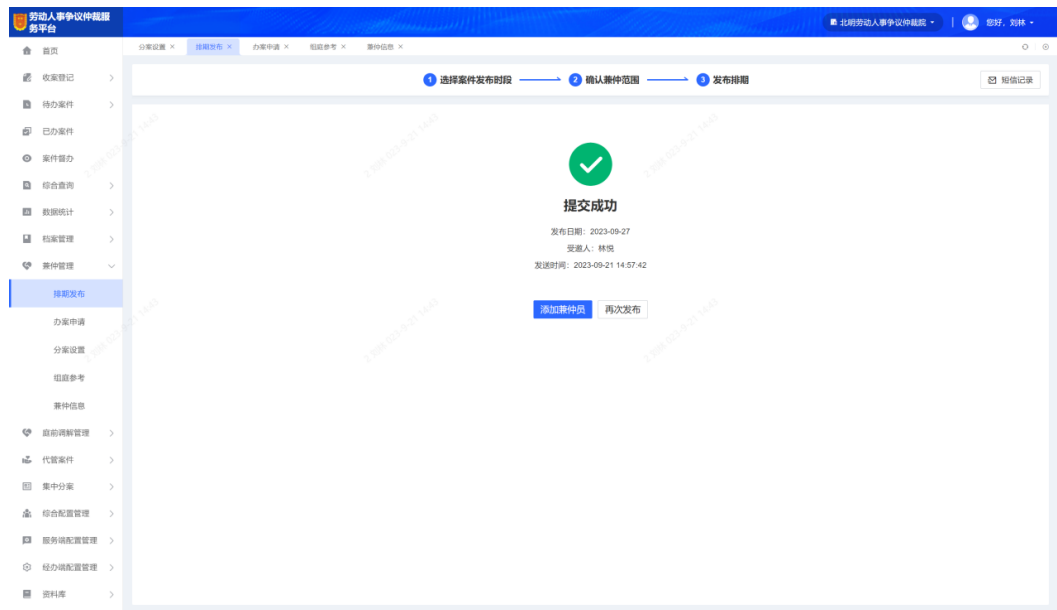 劳动人事争议仲裁服
务平台
北明劳动人事争议仲裁院
您好，刘林
首页
收案登记
待办案件
已办案件
案件督办
综合查询
数据统计
档案管理
兼仲管理
排期发布
办案申请
分案设置
组庭参考
兼仲信息
庭前调解管理
代管案件
集中分案
综合配置管理
服务端配置管理
经办端配置管理
资料库
分案设置 × 排期发布 × 办案申请 × 组庭参考 × 兼仲信息 ×
1 选择案件发布时段 2 确认兼仲范围 3 发布排期
短信记录
提交成功
发布日期：2023-09-27
受邀人：林悦
发送时间：2023-09-21 14:57:42
添加兼仲员 再次发布